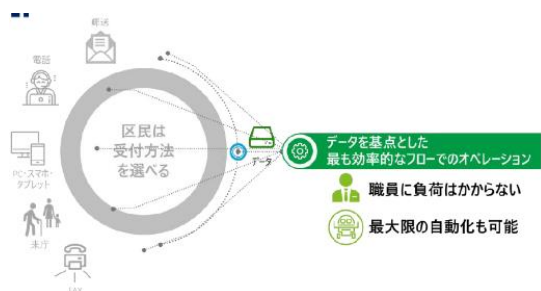 郵送
電話
区民は
受付方法
を選べる
PC・スマホ・
タブレット
来庁
データ
データを基点とした
最も効率的なフローでのオペレーション
職員に負荷はかからない
最大限の自動化も可能